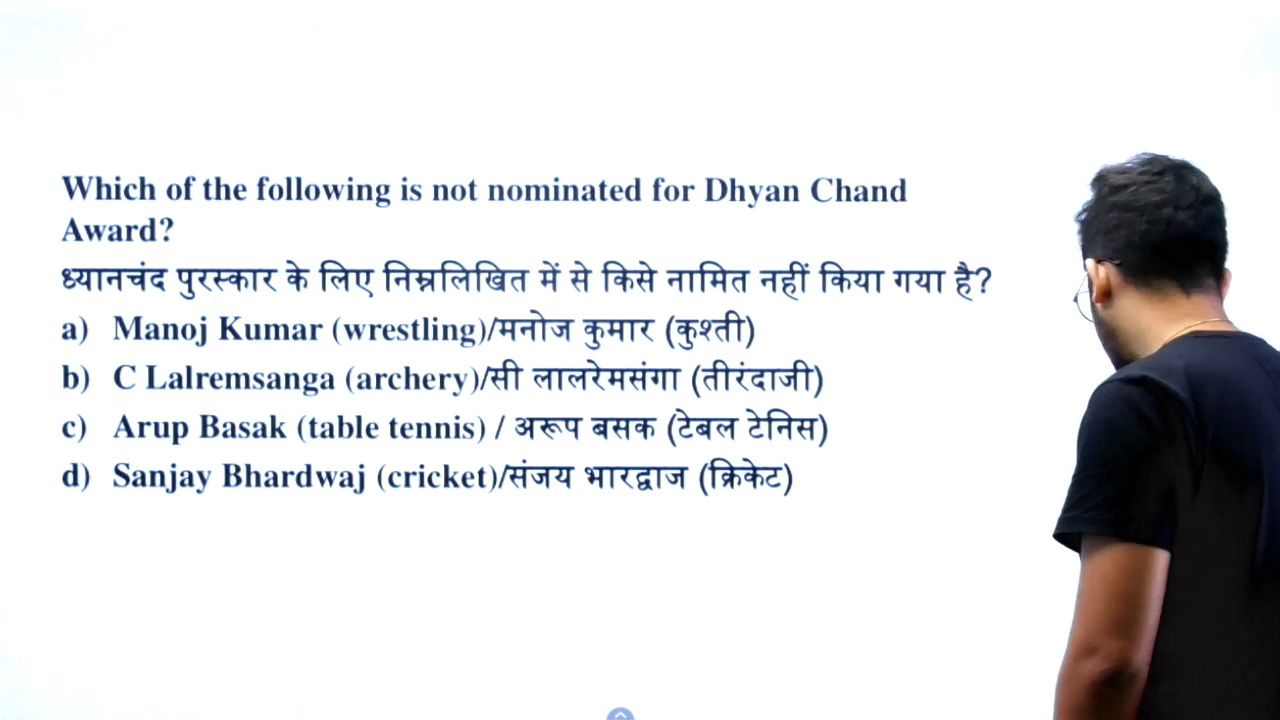 Which of the following is not nominated for Dhyan Chand
Award?
ध्यानचंद पुरस्कार के लिए निम्नलिखित में से किसे नामित नहीं किया गया है?
a) Manoj Kumar (wrestling)/मनोज कुमार (कुश्ती)
b) C Lalremsanga (archery)/सी लालरेमसंगा (तीरंदाजी)
c) Arup Basak (table tennis) / अरूप बसक (टेबल टेनिस)
d) Sanjay Bhardwaj (cricket)/संजय भारद्वाज (क्रिकेट)